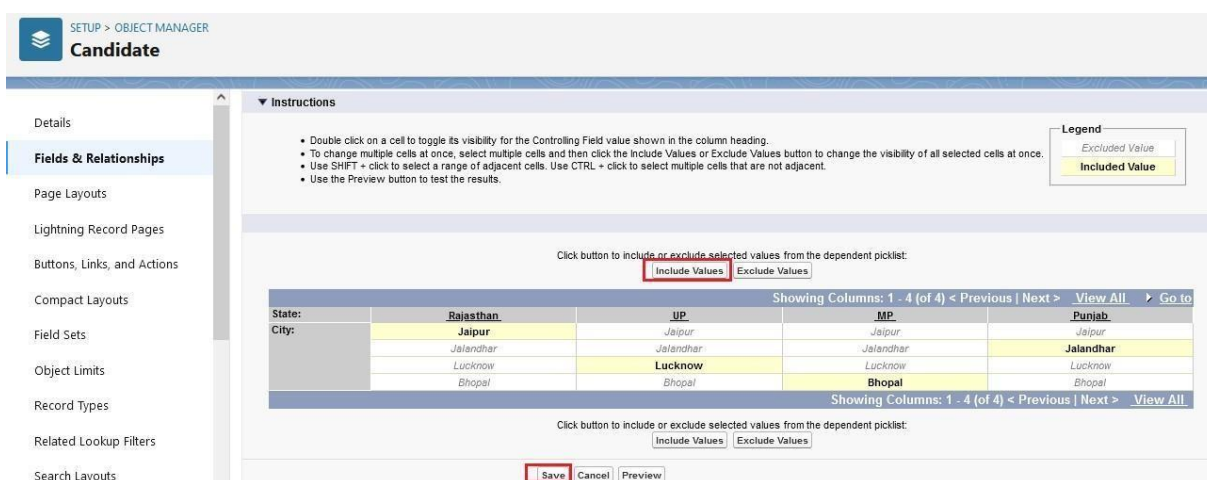 SETUP > OBJECT MANAGER
Candidate
Details
Fields & Relationships
Page Layouts
Lightning Record Pages
Buttons, Links, and Actions
Compact Layouts
Field Sets
Object Limits
Record Types
Related Lookup Filters
Search Layouts
▼ Instructions
• Double click on a cell to toggle its visibility for the Controlling Field value shown in the column heading.
• To change multiple cells at once, select multiple cells and then click the Include Values or Exclude Values button to change the visibility of all selected cells at once.
• Use SHIFT + click to select a range of adjacent cells. Use CTRL + click to select multiple cells that are not adjacent.
• Use the Preview button to test the results.
Legend
Excluded Value
Included Value
Click button to include or exclude selected values from the dependent picklist:
Include Values Exclude Values
Showing Columns: 1 - 4 (of 4) < Previous | Next > View All ▸ Go to
State: Rajasthan UP MP Punjab
City: Jaipur Jaipur Jaipur Jaipur
Jalandhar Jalandhar Jalandhar Jalandhar
Lucknow Lucknow Lucknow Lucknow
Bhopal Bhopal Bhopal Bhopal
Showing Columns: 1 - 4 (of 4) < Previous | Next > View All
Click button to include or exclude selected values from the dependent picklist:
Include Values Exclude Values
Save Cancel Preview